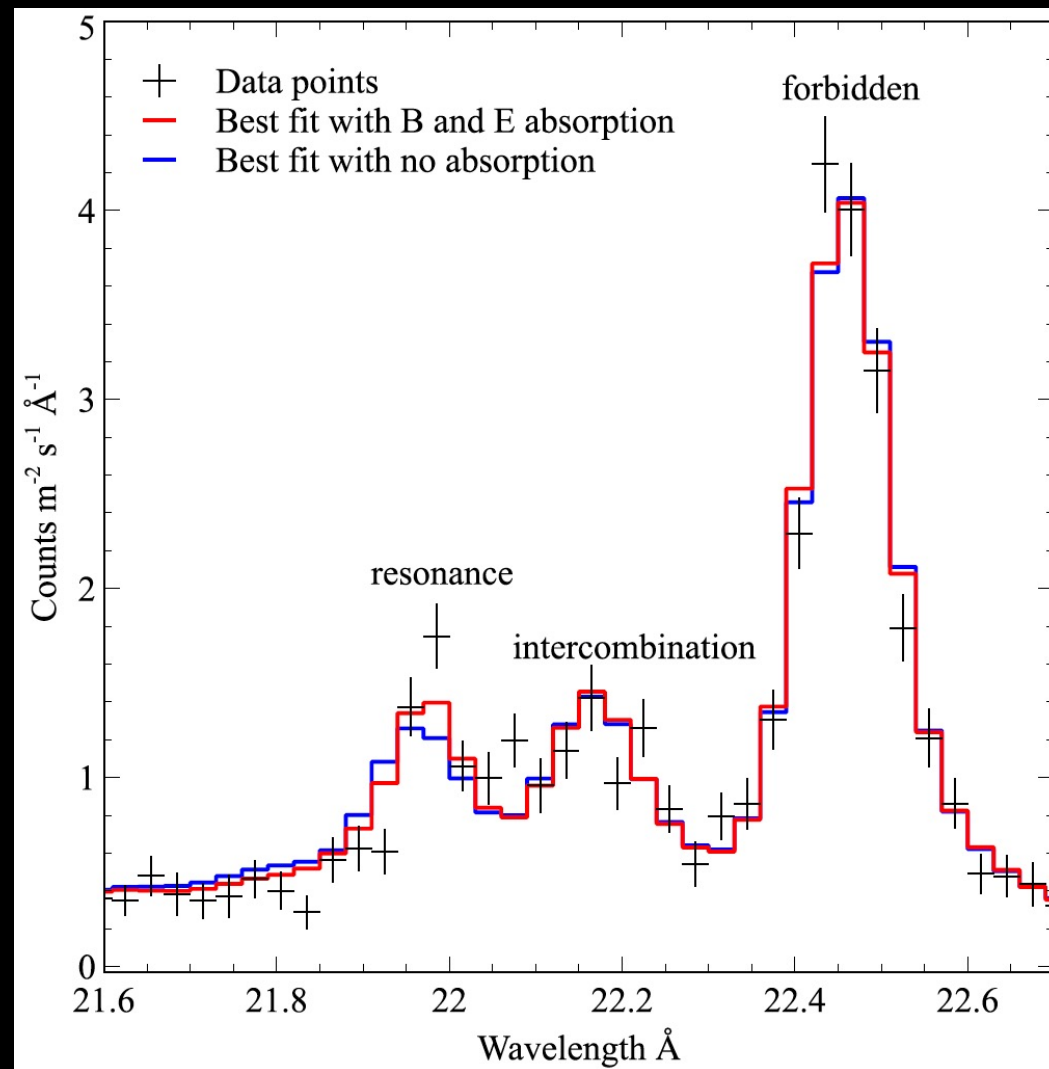 5
4
3
2
1
0
Counts m⁻² s⁻¹ Å⁻¹
Data points
Best fit with B and E absorption
Best fit with no absorption
forbidden
resonance
intercombination
21.6 21.8 22 22.2 22.4 22.6
Wavelength Å